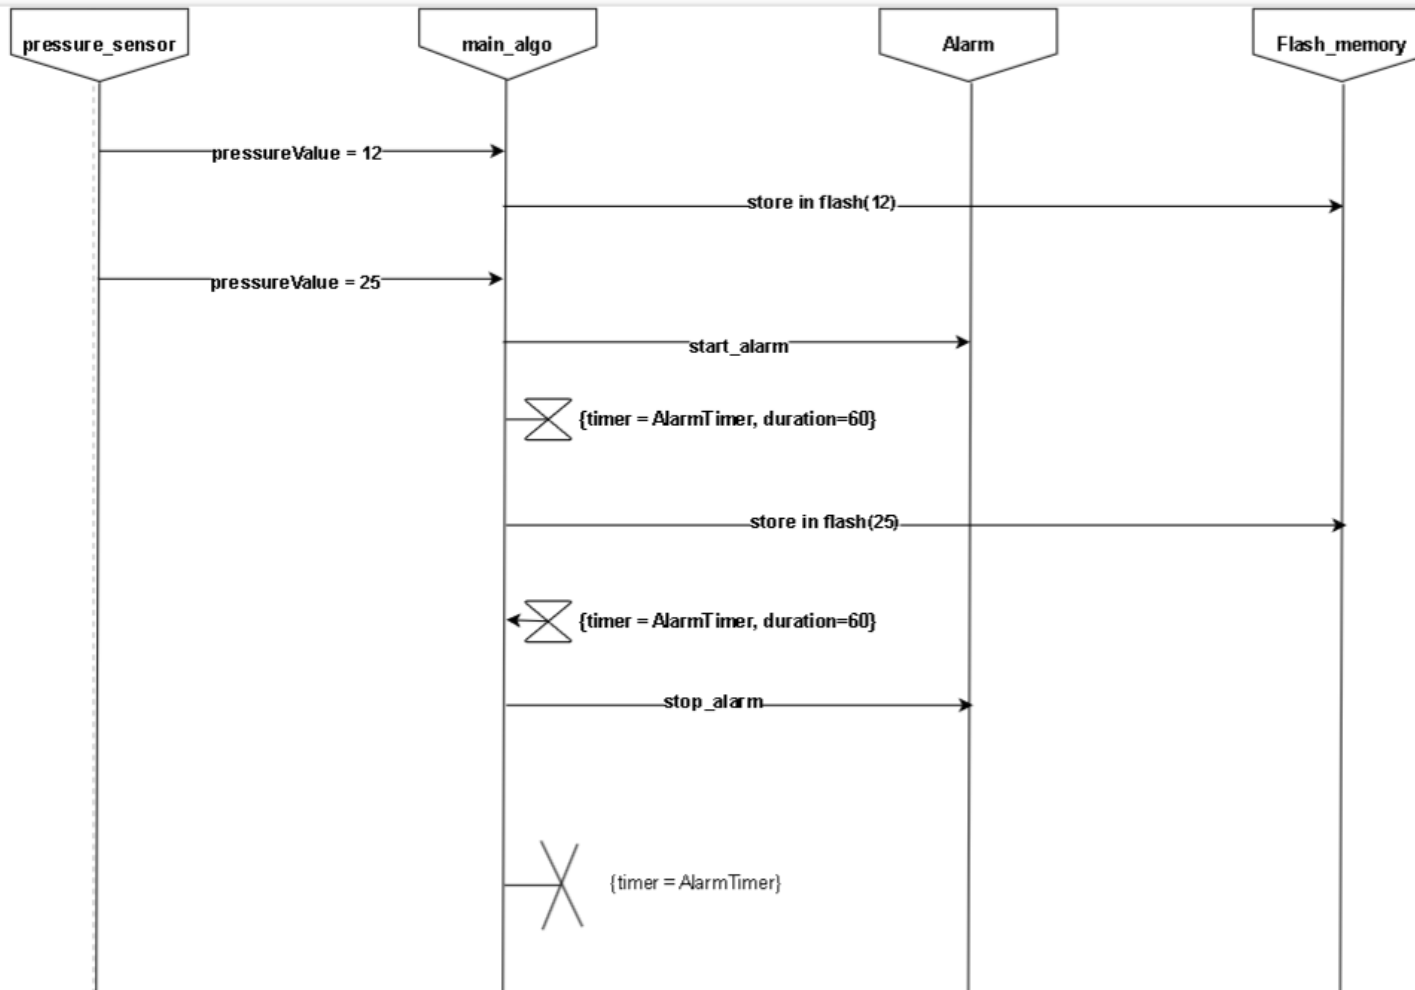 pressure_sensor
main_algo
Alarm
Flash_memory
pressureValue = 12
store in flash(12)
pressureValue = 25
start_alarm
{timer = AlarmTimer, duration=60}
store in flash(25)
{timer = AlarmTimer, duration=60}
stop_alarm
{timer = AlarmTimer}